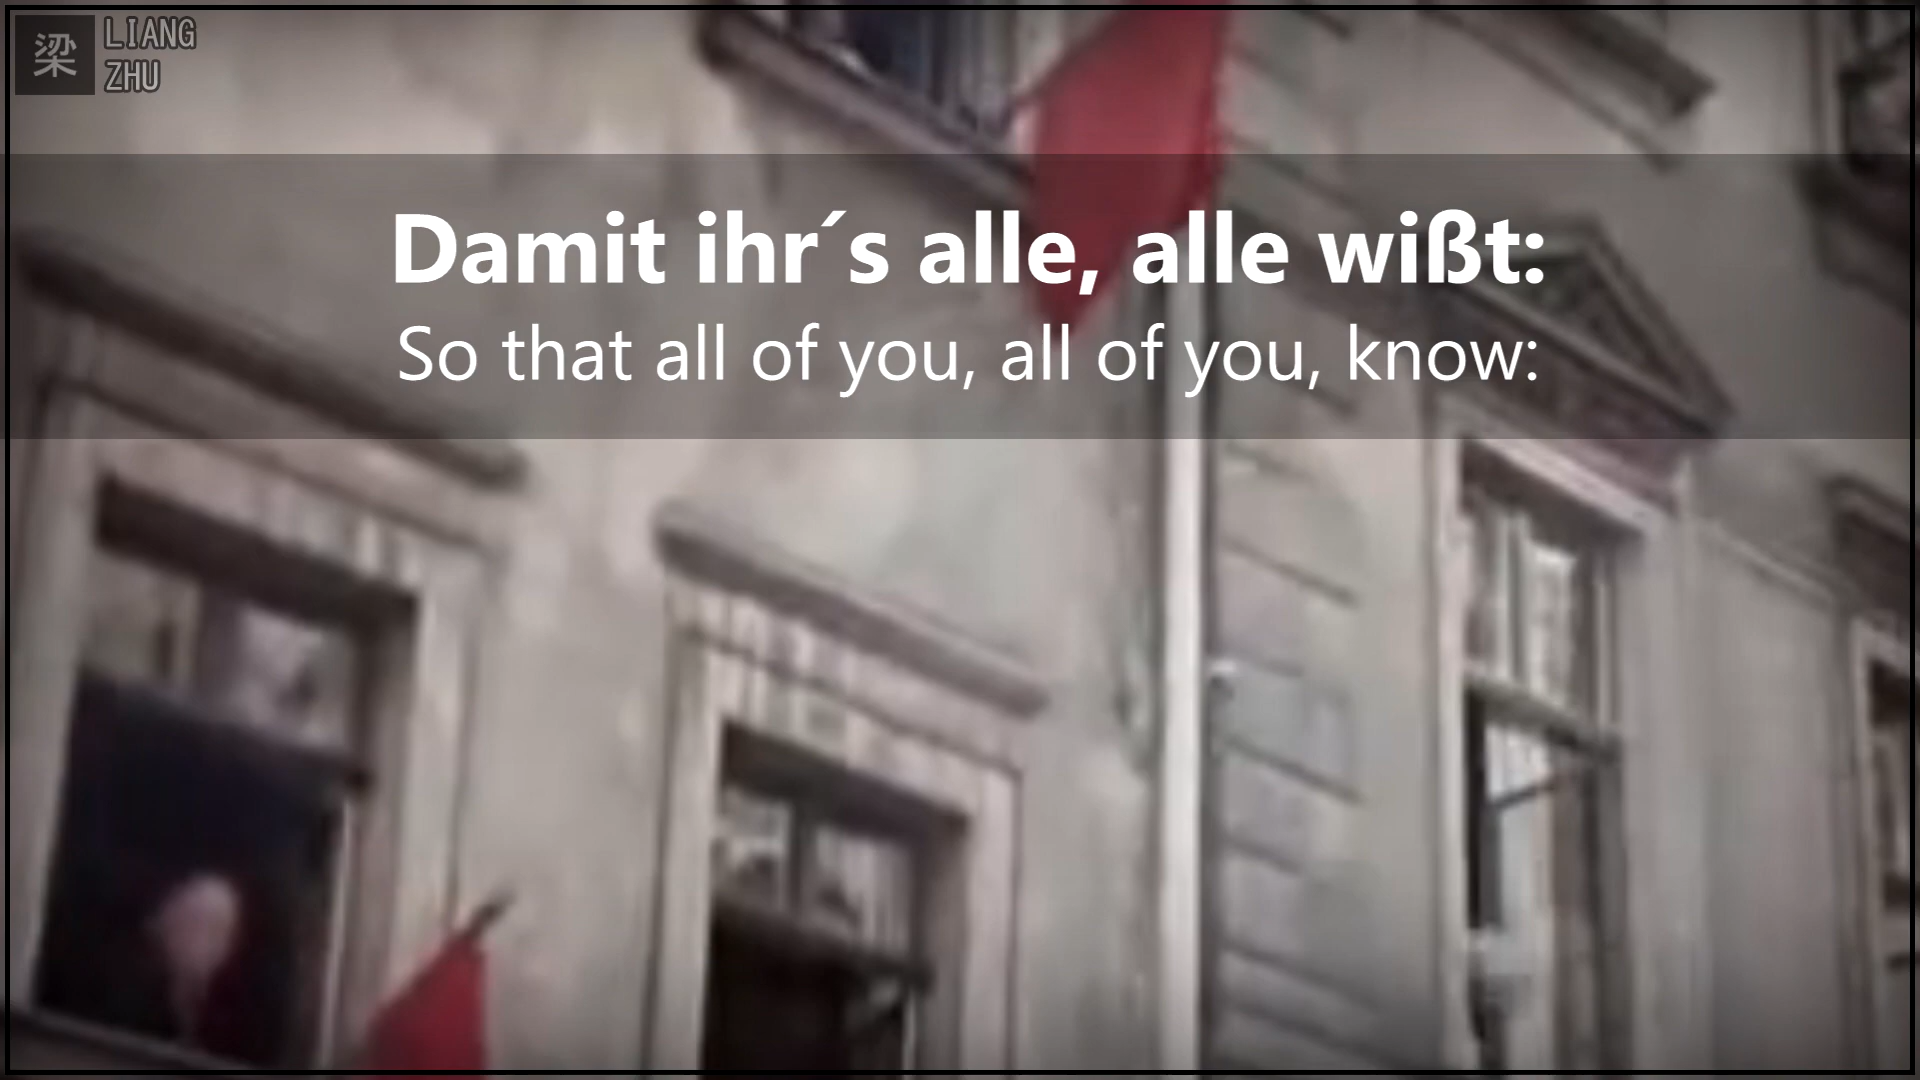 梁
LIANG
ZHU
Damit ihr´s alle, alle wißt:
So that all of you, all of you, know: